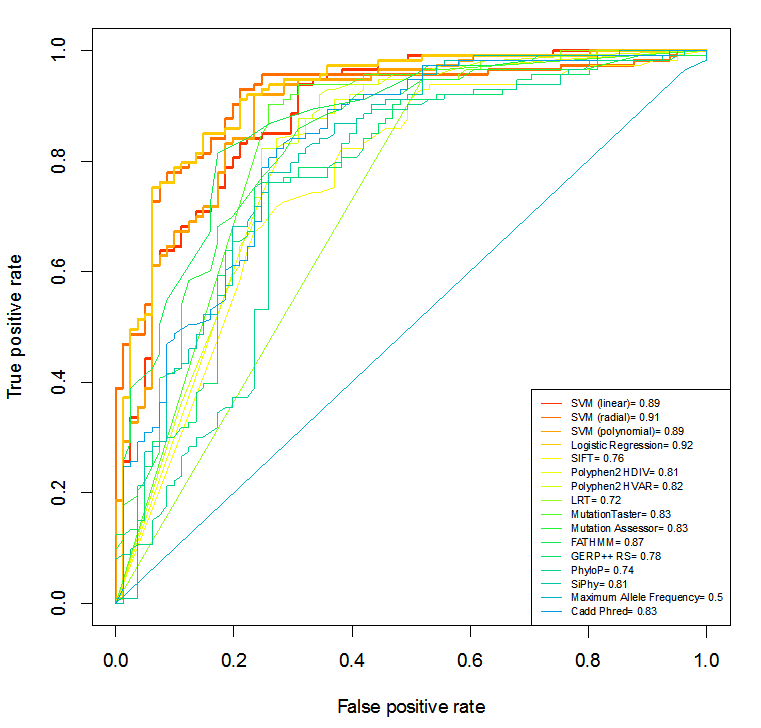 1.0
0.8
0.6
0.4
0.2
0.0
True positive rate
SVM (linear)= 0.89
SVM (radial)= 0.91
SVM (polynomial)= 0.89
Logistic Regression= 0.92
SIFT= 0.76
Polyphen2 HDIV= 0.81
Polyphen2 HVAR= 0.82
LRT= 0.72
MutationTaster= 0.83
Mutation Assessor= 0.83
FATHMM= 0.87
GERP++ RS= 0.78
PhyloP= 0.74
SiPhy= 0.81
Maximum Allele Frequency= 0.5
Cadd Phred= 0.83
0.0 0.2 0.4 0.6 0.8 1.0
False positive rate